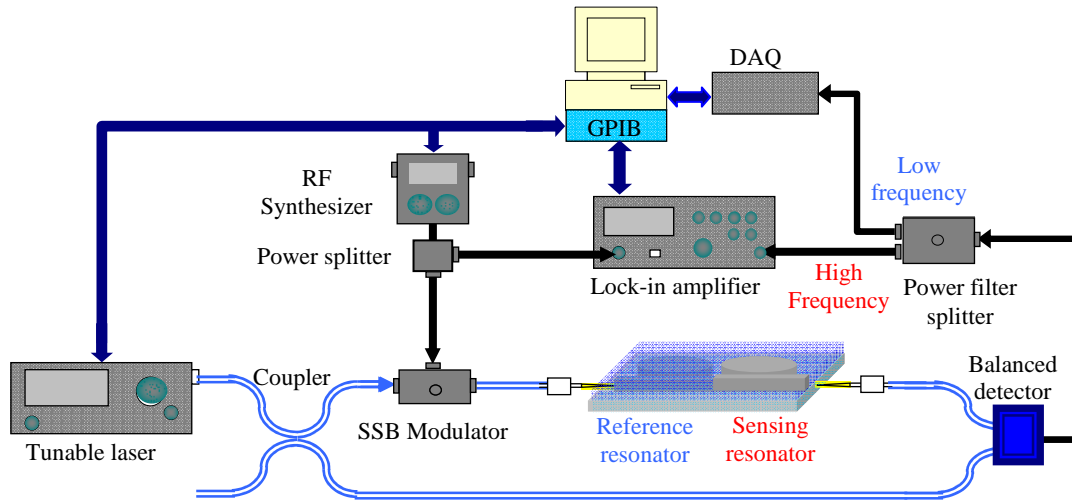 DAQ
GPIB
RF
Synthesizer
Low
frequency
Power splitter
Lock-in amplifier
High
Frequency
Power filter
splitter
Coupler
SSB Modulator
Balanced
detector
Tunable laser
Reference
resonator
Sensing
resonator